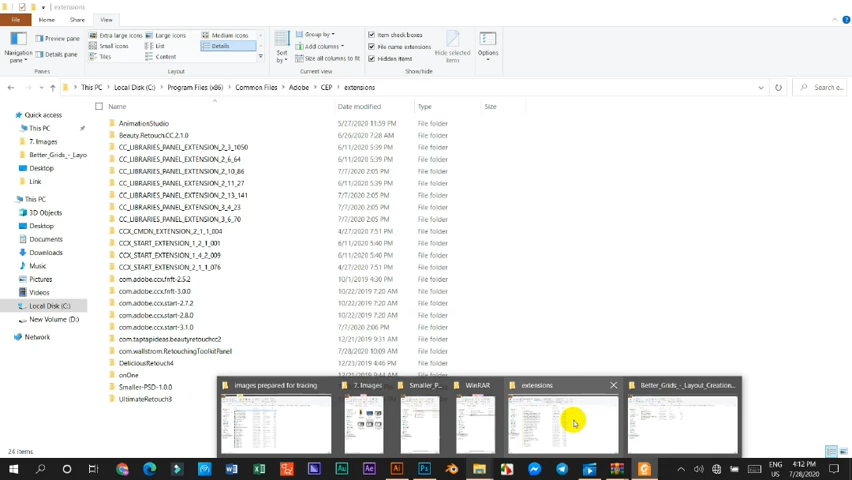 extensions
File
Home
Share
View
Navigation pane
Preview pane
Details pane
Panes
Extra large icons
Large icons
Medium icons
Small icons
List
Details
Tiles
Content
Layout
Sort by
Group by
Add columns
Size all columns to fit
Current view
Item check boxes
File name extensions
Hidden items
Hide selected items
Show/hide
Options
This PC > Local Disk (C:) > Program Files (x86) > Common Files > Adobe > CEP > extensions
Search e...
Name Date modified Type Size
Quick access
This PC
7. Images
Better_Grids_-_Layo
Desktop
Link
This PC
3D Objects
Desktop
Documents
Downloads
Music
Pictures
Videos
Local Disk (C:)
New Volume (D:)
Network
AnimationStudio 5/27/2020 11:59 PM File folder
Beauty.Retouch.CC.2.1.0 6/26/2020 7:28 AM File folder
CC_LIBRARIES_PANEL_EXTENSION_2_3_1050 6/11/2020 5:39 PM File folder
CC_LIBRARIES_PANEL_EXTENSION_2_6_64 6/11/2020 5:39 PM File folder
CC_LIBRARIES_PANEL_EXTENSION_2_10_86 7/7/2020 2:05 PM File folder
CC_LIBRARIES_PANEL_EXTENSION_2_11_27 6/11/2020 5:39 PM File folder
CC_LIBRARIES_PANEL_EXTENSION_2_13_141 7/7/2020 2:05 PM File folder
CC_LIBRARIES_PANEL_EXTENSION_3_4_23 7/7/2020 2:05 PM File folder
CC_LIBRARIES_PANEL_EXTENSION_3_6_70 7/7/2020 2:05 PM File folder
CCX_CMDN_EXTENSION_2_1_1_004 4/27/2020 7:51 PM File folder
CCX_START_EXTENSION_1_2_1_001 6/11/2020 5:40 PM File folder
CCX_START_EXTENSION_1_4_2_009 6/11/2020 5:40 PM File folder
CCX_START_EXTENSION_2_1_1_076 4/27/2020 7:51 PM File folder
com.adobe.ccx.fnft-2.5.2 10/1/2019 4:30 PM File folder
com.adobe.ccx.fnft-3.0.0 10/22/2019 7:20 AM File folder
com.adobe.ccx.start-2.7.2 10/22/2019 7:20 AM File folder
com.adobe.ccx.start-2.8.0 10/22/2019 7:20 AM File folder
com.adobe.ccx.start-3.1.0 7/7/2020 2:06 PM File folder
com.taptapideas.beautyretouchcc2 12/21/2019 9:31 AM File folder
com.wallstrom.RetouchingToolkitPanel 7/28/2020 10:09 AM File folder
DeliciousRetouch4 12/23/2019 4:46 PM File folder
onOne
Smaller-PSD-1.0.0
UltimateRetouch3
images prepared for tracing
7. Images
Smaller_P...
WinRAR
extensions
Better_Grids_-_Layout_Creation...
24 items
ENG
US
4:12 PM
7/28/2020